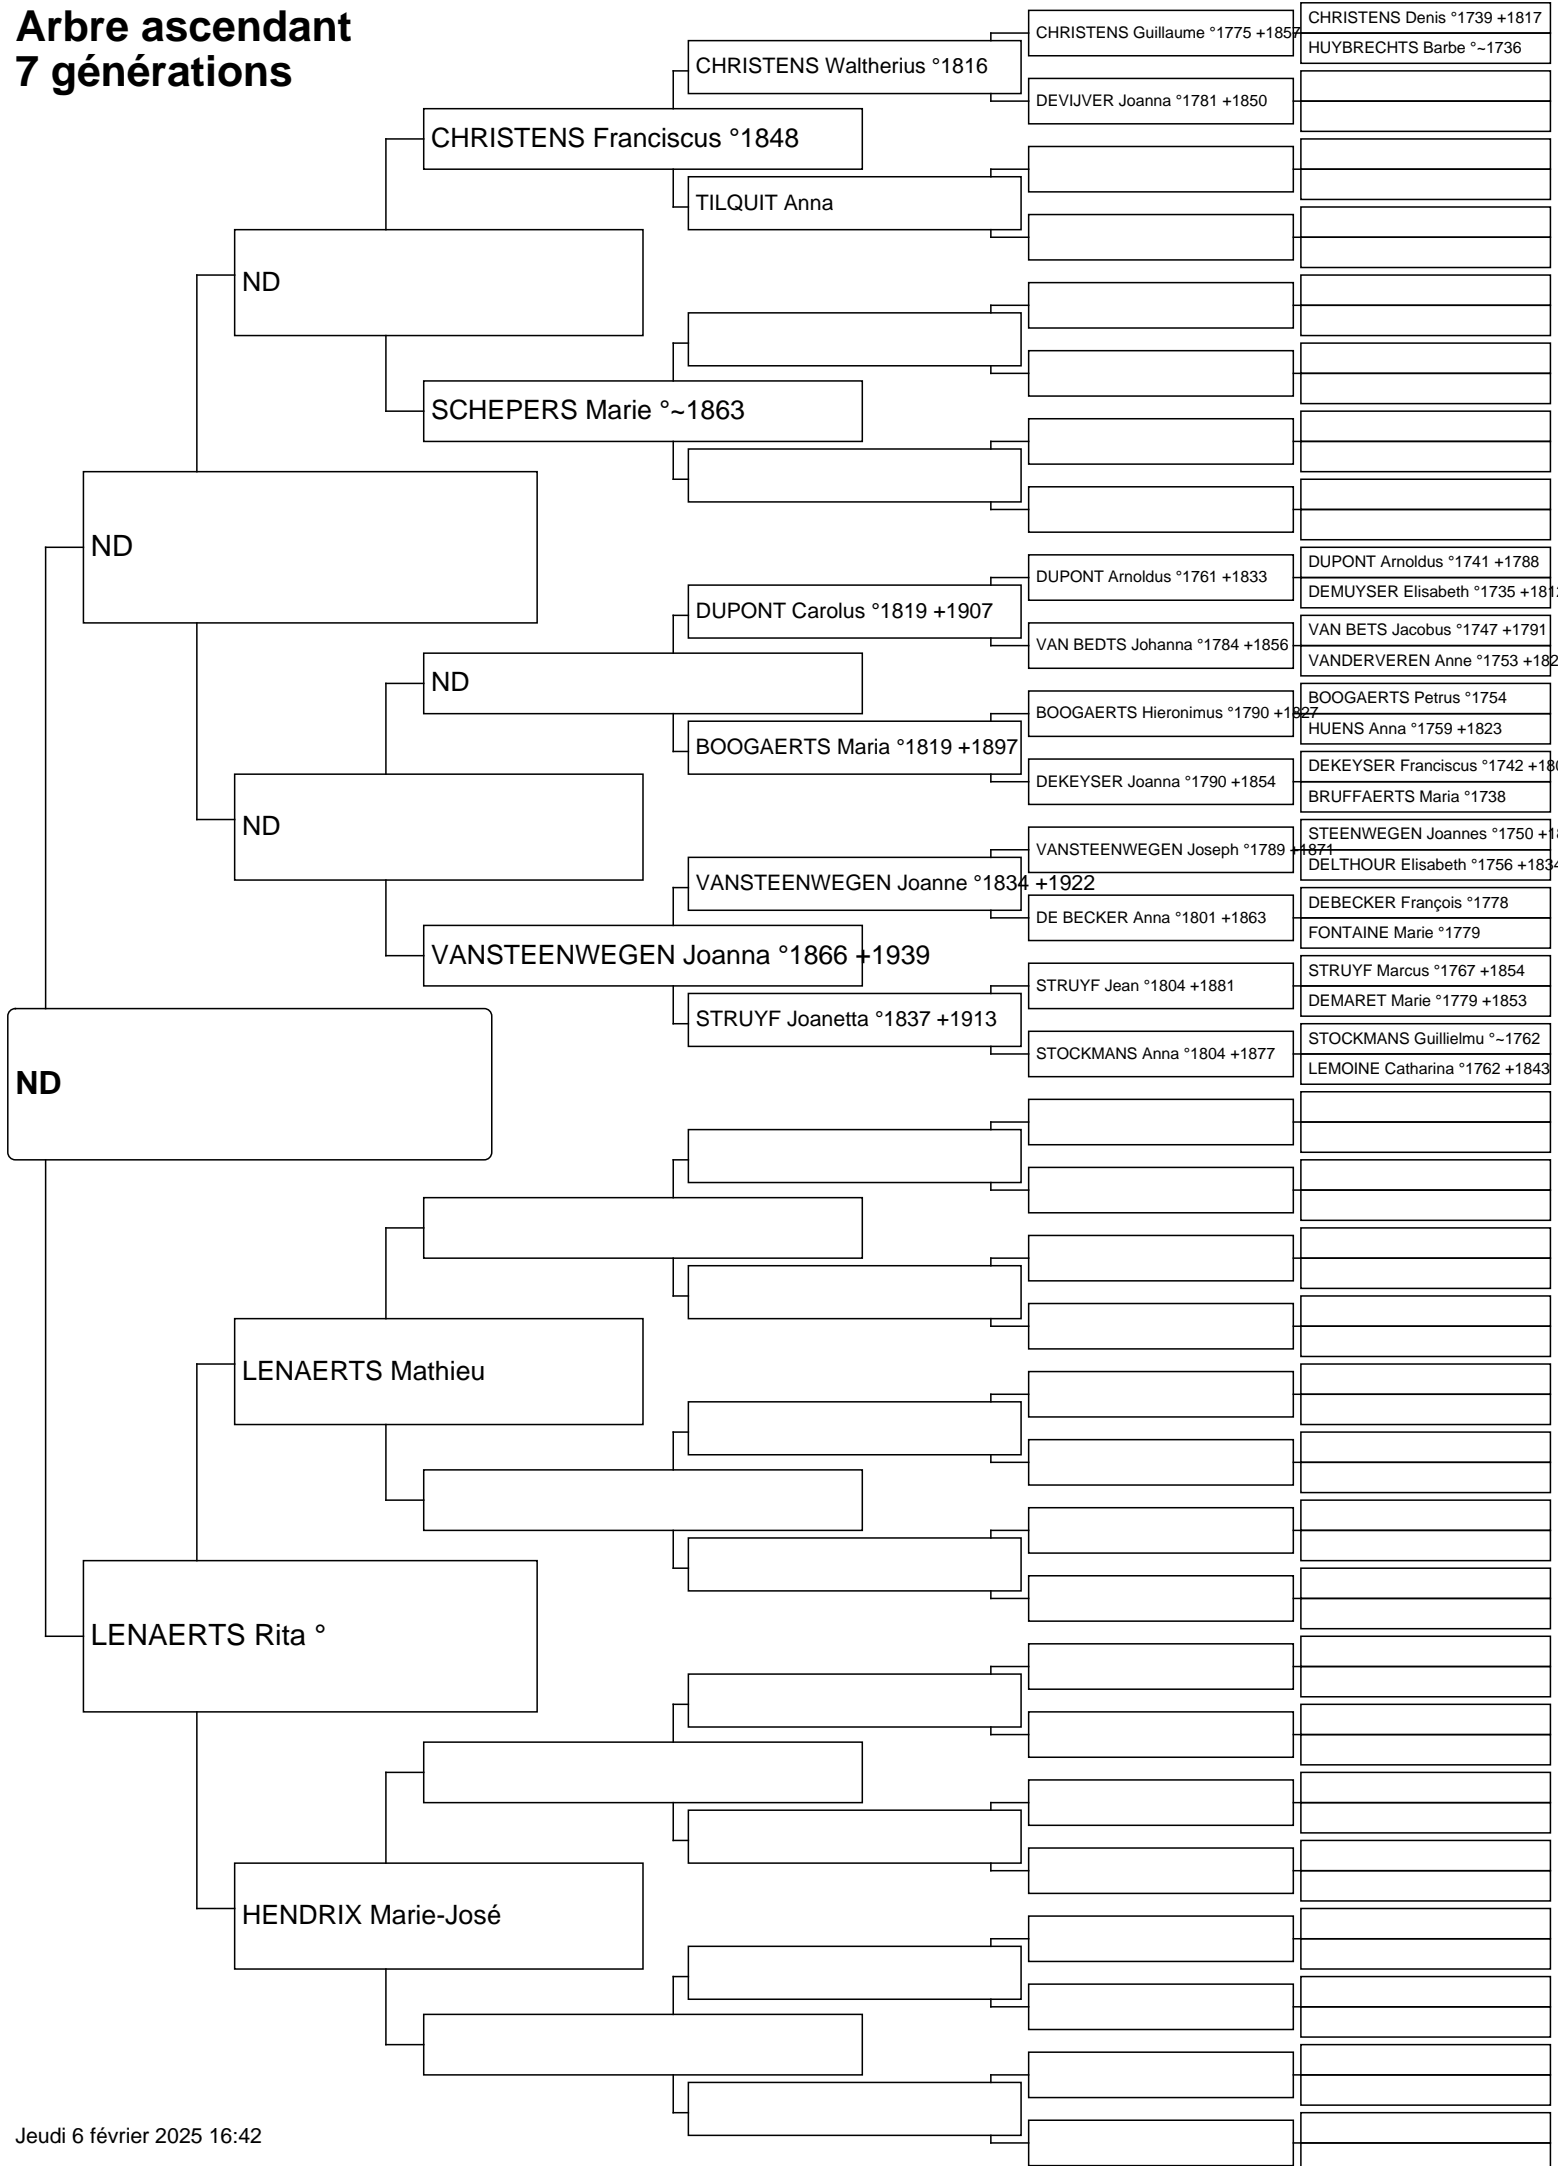 Arbre ascendant
7 générations
CHRISTENS Guillaume °1775 +1857
CHRISTENS Denis °1739 +1817
HUYBRECHTS Barbe °~1736
CHRISTENS Waltherius °1816
DEVIJVER Joanna °1781 +1850
CHRISTENS Franciscus °1848
TILQUIT Anna
ND
SCHEPERS Marie °~1863
ND
DUPONT Arnoldus °1761 +1833
DUPONT Arnoldus °1741 +1788
DEMUYSER Elisabeth °1735 +1812
DUPONT Carolus °1819 +1907
VAN BEDTS Johanna °1784 +1856
VAN BETS Jacobus °1747 +1791
VANDERVEREN Anne °1753 +182
ND
BOOGAERTS Hieronimus °1790 +1827
BOOGAERTS Petrus °1754
HUENS Anna °1759 +1823
BOOGAERTS Maria °1819 +1897
DEKEYSER Joanna °1790 +1854
DEKEYSER Franciscus °1742 +180
BRUFFAERTS Maria °1738
ND
VANSTEENWEGEN Joseph °1789 +1871
STEENWEGEN Joannes °1750 +18
DELTHOUR Elisabeth °1756 +1834
VANSTEENWEGEN Joanne °1834 +1922
DE BECKER Anna °1801 +1863
DEBECKER François °1778
FONTAINE Marie °1779
VANSTEENWEGEN Joanna °1866 +1939
STRUYF Jean °1804 +1881
STRUYF Marcus °1767 +1854
DEMARET Marie °1779 +1853
STRUYF Joanetta °1837 +1913
STOCKMANS Anna °1804 +1877
STOCKMANS Guillielmu °~1762
LEMOINE Catharina °1762 +1843
ND
LENAERTS Mathieu
LENAERTS Rita °
HENDRIX Marie-José
Jeudi 6 février 2025 16:42